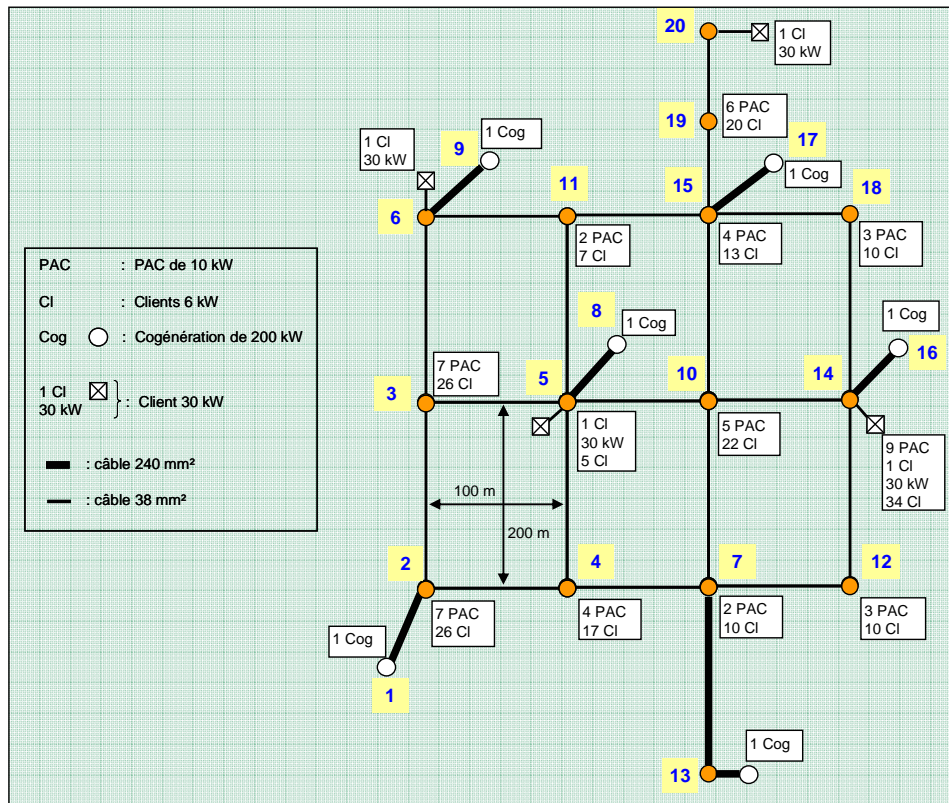 20
1 Cl
30 kW
6 PAC
20 Cl
19
17
1 Cog
1 Cl
30 kW
9
1 Cog
11
15
18
6
2 PAC
7 Cl
4 PAC
13 Cl
3 PAC
10 Cl
PAC : PAC de 10 kW
Cl : Clients 6 kW
Cog : Cogénération de 200 kW
1 Cl
30 kW : Client 30 kW
: câble 240 mm²
: câble 38 mm²
8
1 Cog
1 Cog
16
7 PAC
26 Cl
3
5
10
14
1 Cl
30 kW
5 Cl
5 PAC
22 Cl
9 PAC
1 Cl
30 kW
34 Cl
100 m
200 m
2
4
7
12
7 PAC
26 Cl
4 PAC
17 Cl
2 PAC
10 Cl
3 PAC
10 Cl
1 Cog
1
1 Cog
13